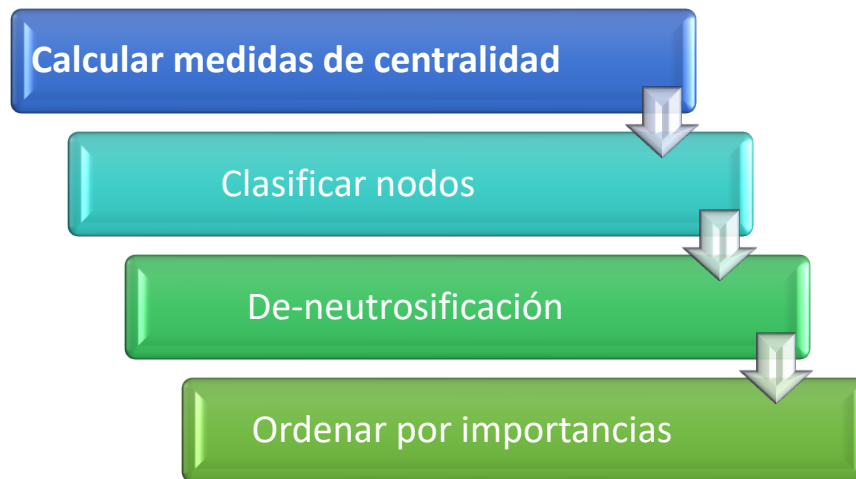 Calcular medidas de centralidad
Clasificar nodos
De-neutrosificación
Ordenar por importancias